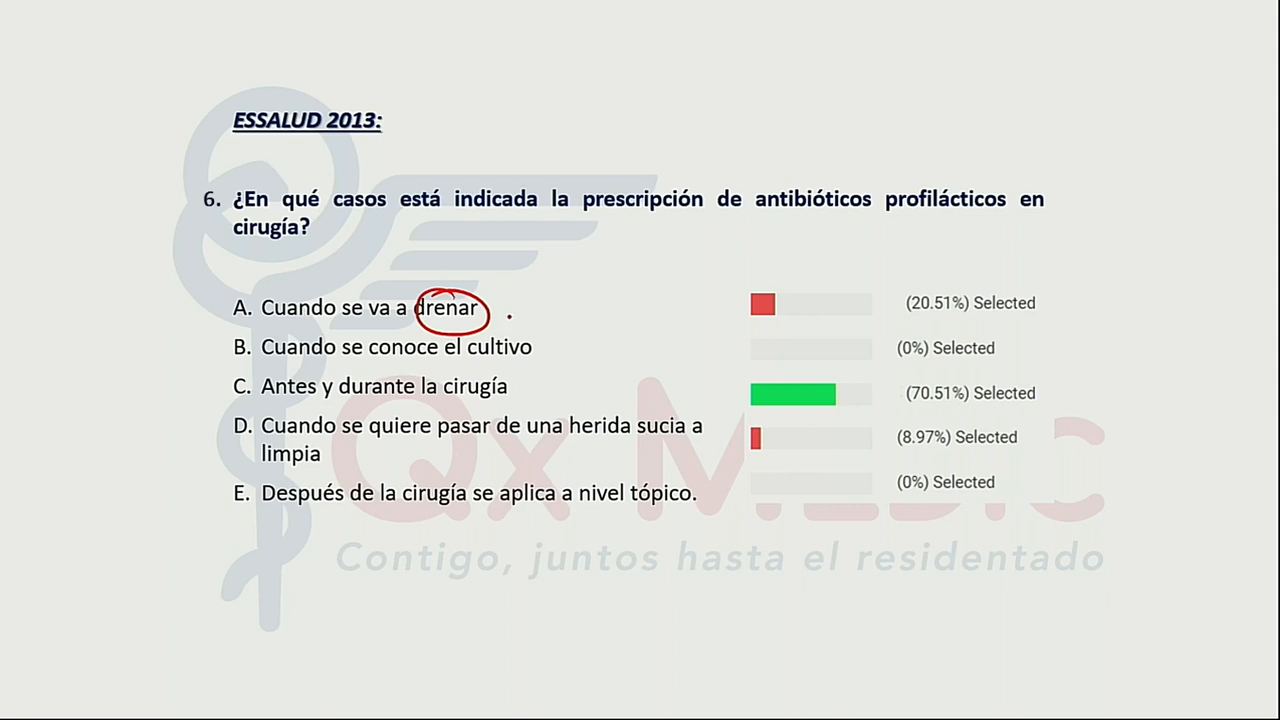 ESSALUD 2013:
6. ¿En qué casos está indicada la prescripción de antibióticos profilácticos en
cirugía?
A. Cuando se va a drenar
(20.51%) Selected
B. Cuando se conoce el cultivo
(0%) Selected
C. Antes y durante la cirugía
(70.51%) Selected
D. Cuando se quiere pasar de una herida sucia a
limpia
(8.97%) Selected
E. Después de la cirugía se aplica a nivel tópico.
(0%) Selected
Qx MEDIC
Contigo, juntos hasta el residentado